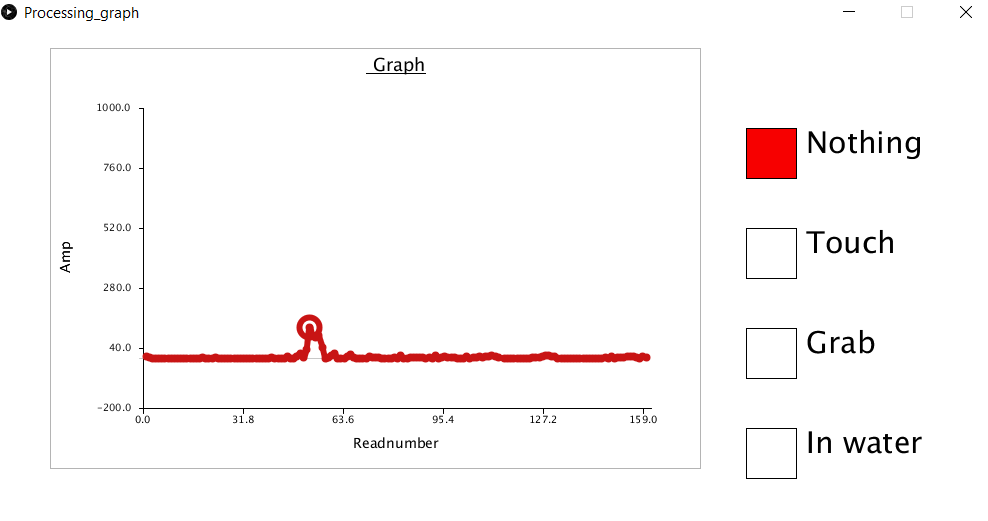 Processing_graph
Graph
1000.0
760.0
520.0
280.0
40.0
-200.0
Amp
0.0 31.8 63.6 95.4 127.2 159.0
Readnumber
Nothing
Touch
Grab
In water